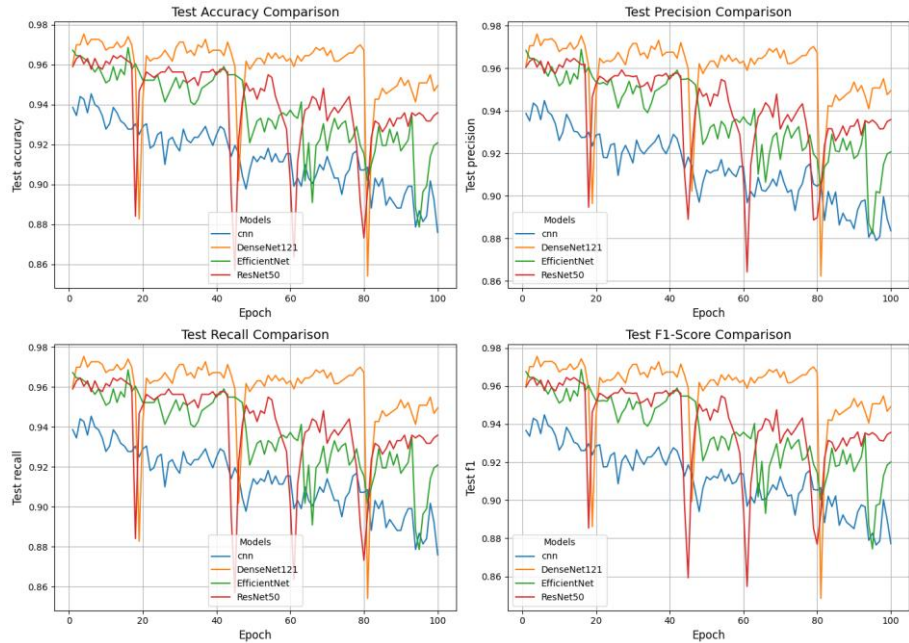 Test Accuracy Comparison
Test accuracy
0.98
0.96
0.94
0.92
0.90
0.88
0.86
Models
cnn
DenseNet121
EfficientNet
ResNet50
0 20 40 60 80 100
Epoch
Test Precision Comparison
Test precision
0.98
0.96
0.94
0.92
0.90
0.88
0.86
Models
cnn
DenseNet121
EfficientNet
ResNet50
0 20 40 60 80 100
Epoch
Test Recall Comparison
Test recall
0.98
0.96
0.94
0.92
0.90
0.88
0.86
Models
cnn
DenseNet121
EfficientNet
ResNet50
0 20 40 60 80 100
Epoch
Test F1-Score Comparison
Test f1
0.98
0.96
0.94
0.92
0.90
0.88
0.86
Models
cnn
DenseNet121
EfficientNet
ResNet50
0 20 40 60 80 100
Epoch